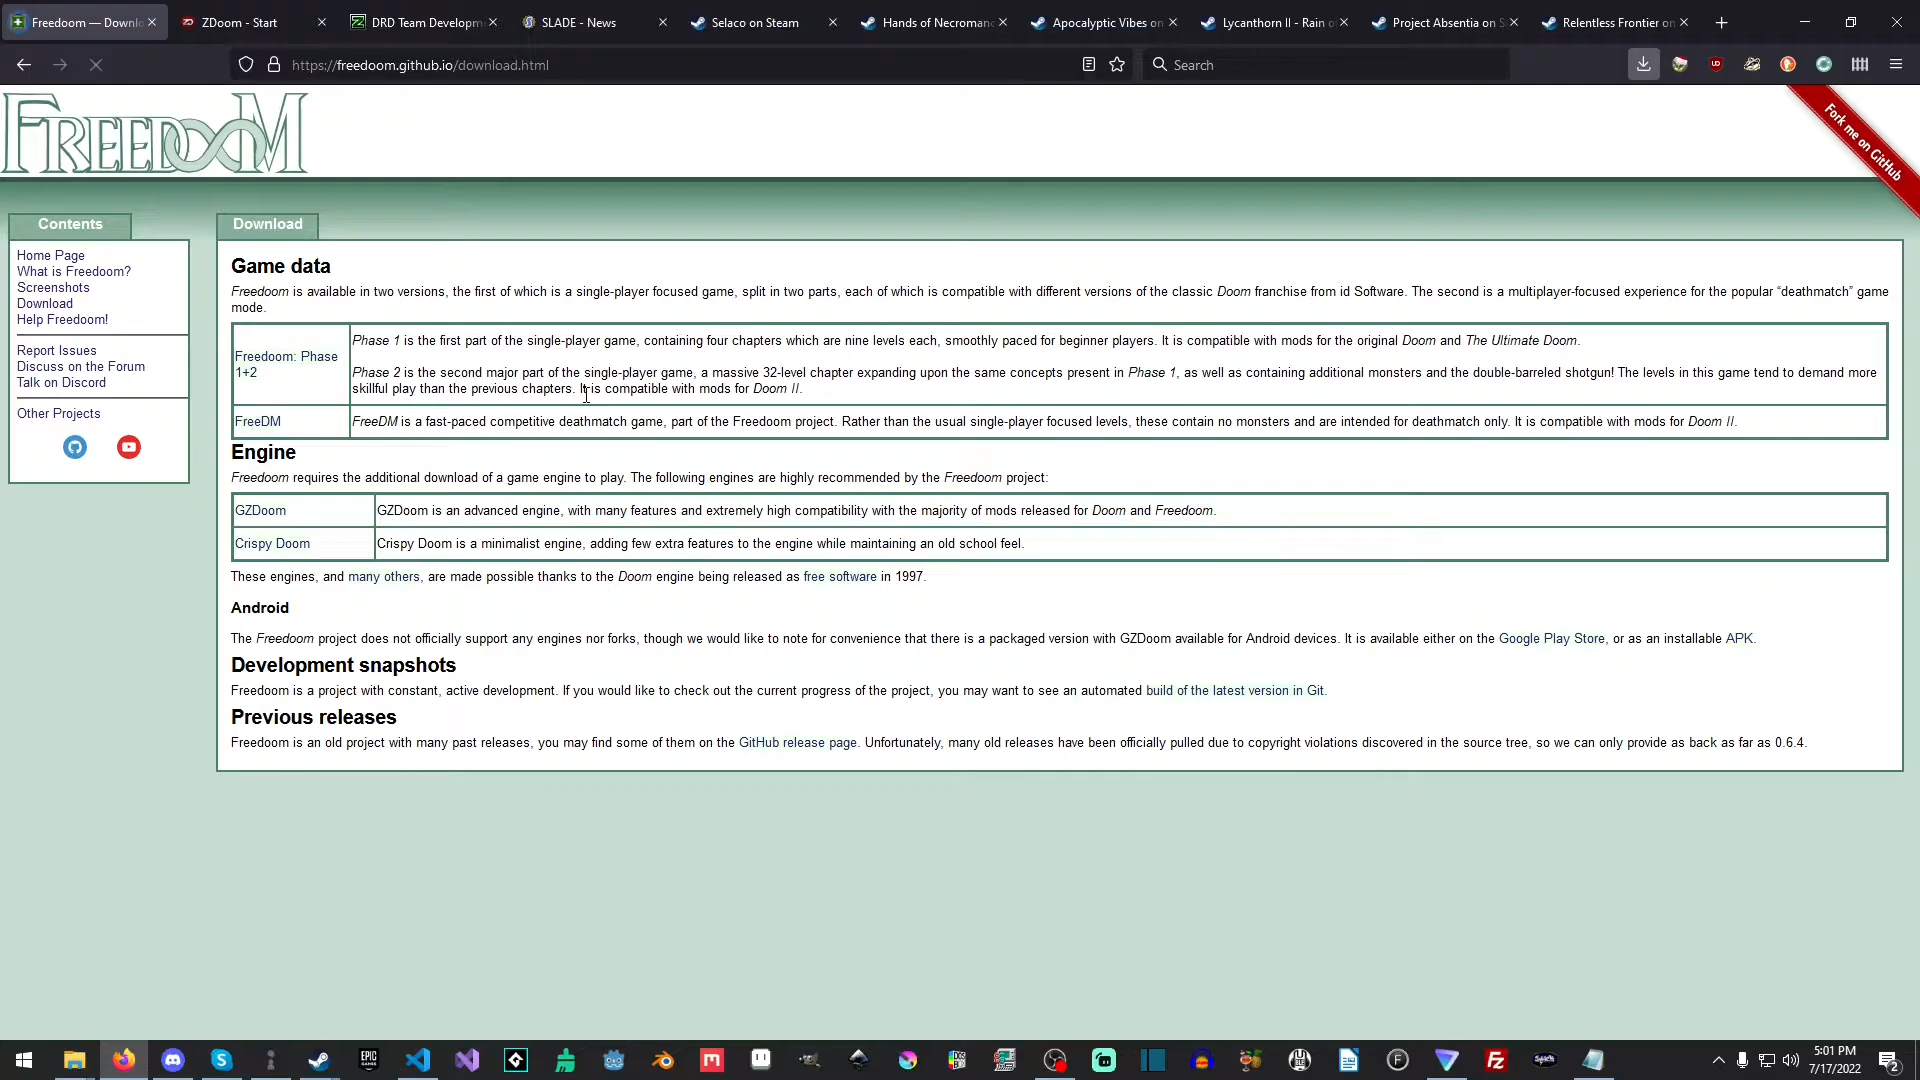 Freedoom — Downlo
ZDoom - Start
DRD Team Developm
SLADE - News
Selaco on Steam
Hands of Necromanc
Apocalyptic Vibes on
Lycanthorn II - Rain o
Project Absentia on S
Relentless Frontier on
https://freedoom.github.io/download.html
Search
FREEDOOM
Fork me on GitHub
Contents
Home Page
What is Freedoom?
Screenshots
Download
Help Freedoom!
Report Issues
Discuss on the Forum
Talk on Discord
Other Projects
Download
Game data
Freedoom is available in two versions, the first of which is a single-player focused game, split in two parts, each of which is compatible with different versions of the classic Doom franchise from id Software. The second is a multiplayer-focused experience for the popular “deathmatch” game
mode.
Freedoom: Phase
1+2
Phase 1 is the first part of the single-player game, containing four chapters which are nine levels each, smoothly paced for beginner players. It is compatible with mods for the original Doom and The Ultimate Doom.
Phase 2 is the second major part of the single-player game, a massive 32-level chapter expanding upon the same concepts present in Phase 1, as well as containing additional monsters and the double-barreled shotgun! The levels in this game tend to demand more
skillful play than the previous chapters. It is compatible with mods for Doom II.
FreeDM
FreeDM is a fast-paced competitive deathmatch game, part of the Freedoom project. Rather than the usual single-player focused levels, these contain no monsters and are intended for deathmatch only. It is compatible with mods for Doom II.
Engine
Freedoom requires the additional download of a game engine to play. The following engines are highly recommended by the Freedoom project:
GZDoom
GZDoom is an advanced engine, with many features and extremely high compatibility with the majority of mods released for Doom and Freedoom.
Crispy Doom
Crispy Doom is a minimalist engine, adding few extra features to the engine while maintaining an old school feel.
These engines, and many others, are made possible thanks to the Doom engine being released as free software in 1997.
Android
The Freedoom project does not officially support any engines nor forks, though we would like to note for convenience that there is a packaged version with GZDoom available for Android devices. It is available either on the Google Play Store, or as an installable APK.
Development snapshots
Freedoom is a project with constant, active development. If you would like to check out the current progress of the project, you may want to see an automated build of the latest version in Git.
Previous releases
Freedoom is an old project with many past releases, you may find some of them on the GitHub release page. Unfortunately, many old releases have been officially pulled due to copyright violations discovered in the source tree, so we can only provide as back as far as 0.6.4.
EPIC
GAMES
5:01 PM
7/17/2022
2